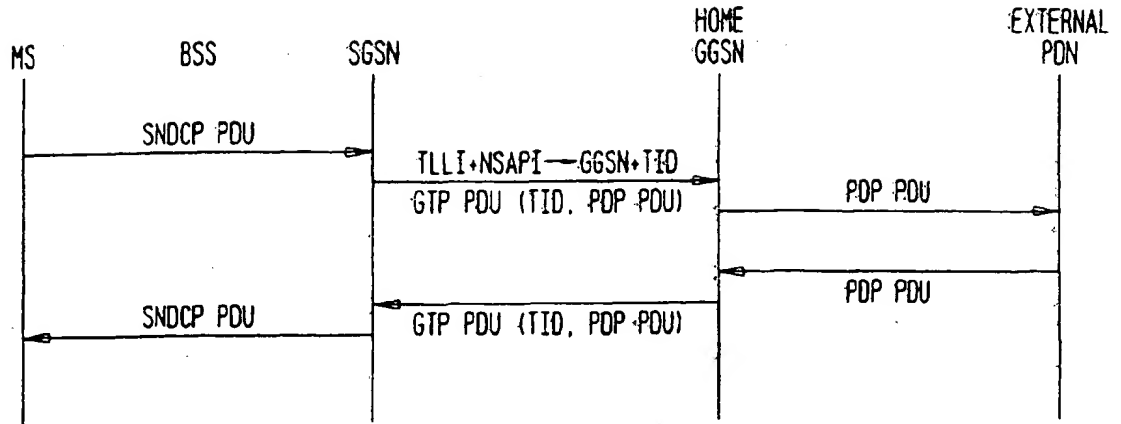 MS
BSS
SGSN
HOME
GGSN
EXTERNAL
PDN
SNDCP PDU
TLLI+NSAPI—GGSN+TID
GTP PDU (TID, PDP PDU)
PDP PDU
PDP PDU
GTP PDU (TID, PDP PDU)
SNDCP PDU